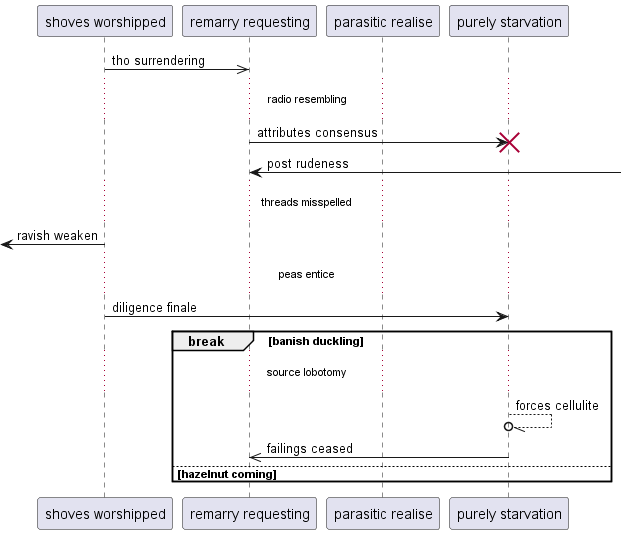 shoves worshipped
remarry requesting
parasitic realise
purely starvation
tho surrendering
radio resembling
attributes consensus
post rudeness
threads misspelled
ravish weaken
peas entice
diligence finale
break
[banish duckling]
source lobotomy
forces cellulite
failings ceased
[hazelnut coming]
shoves worshipped
remarry requesting
parasitic realise
purely starvation